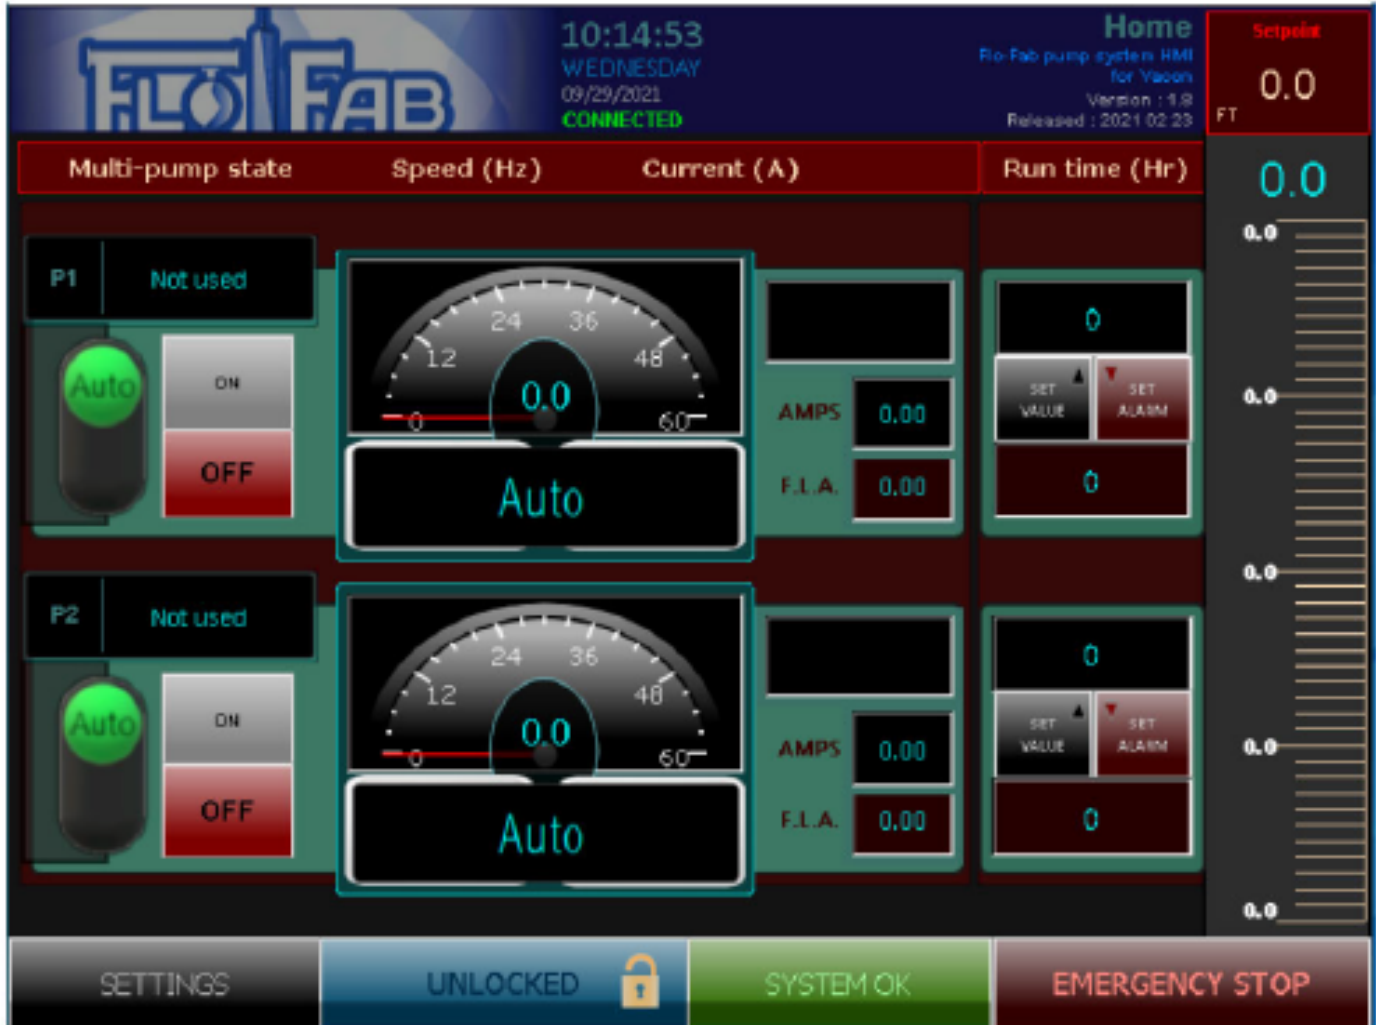 FLO FAB
10:14:53
WEDNESDAY
09/29/2021
CONNECTED
Home
Flo-Fab pump system HMI
for Vacon
Version : 1.8
Released : 2021 02 23
Setpoint
0.0
FT
Multi-pump state
Speed (Hz)
Current (A)
Run time (Hr)
0.0
P1
Not used
Auto
ON
OFF
0
12
24
36
48
60
0.0
Auto
AMPS
0.00
F.L.A.
0.00
0
SET
VALUE
SET
ALARM
0
P2
Not used
Auto
ON
OFF
0
12
24
36
48
60
0.0
Auto
AMPS
0.00
F.L.A.
0.00
0
SET
VALUE
SET
ALARM
0
0.0
0.0
0.0
0.0
0.0
SETTINGS
UNLOCKED
SYSTEM OK
EMERGENCY STOP